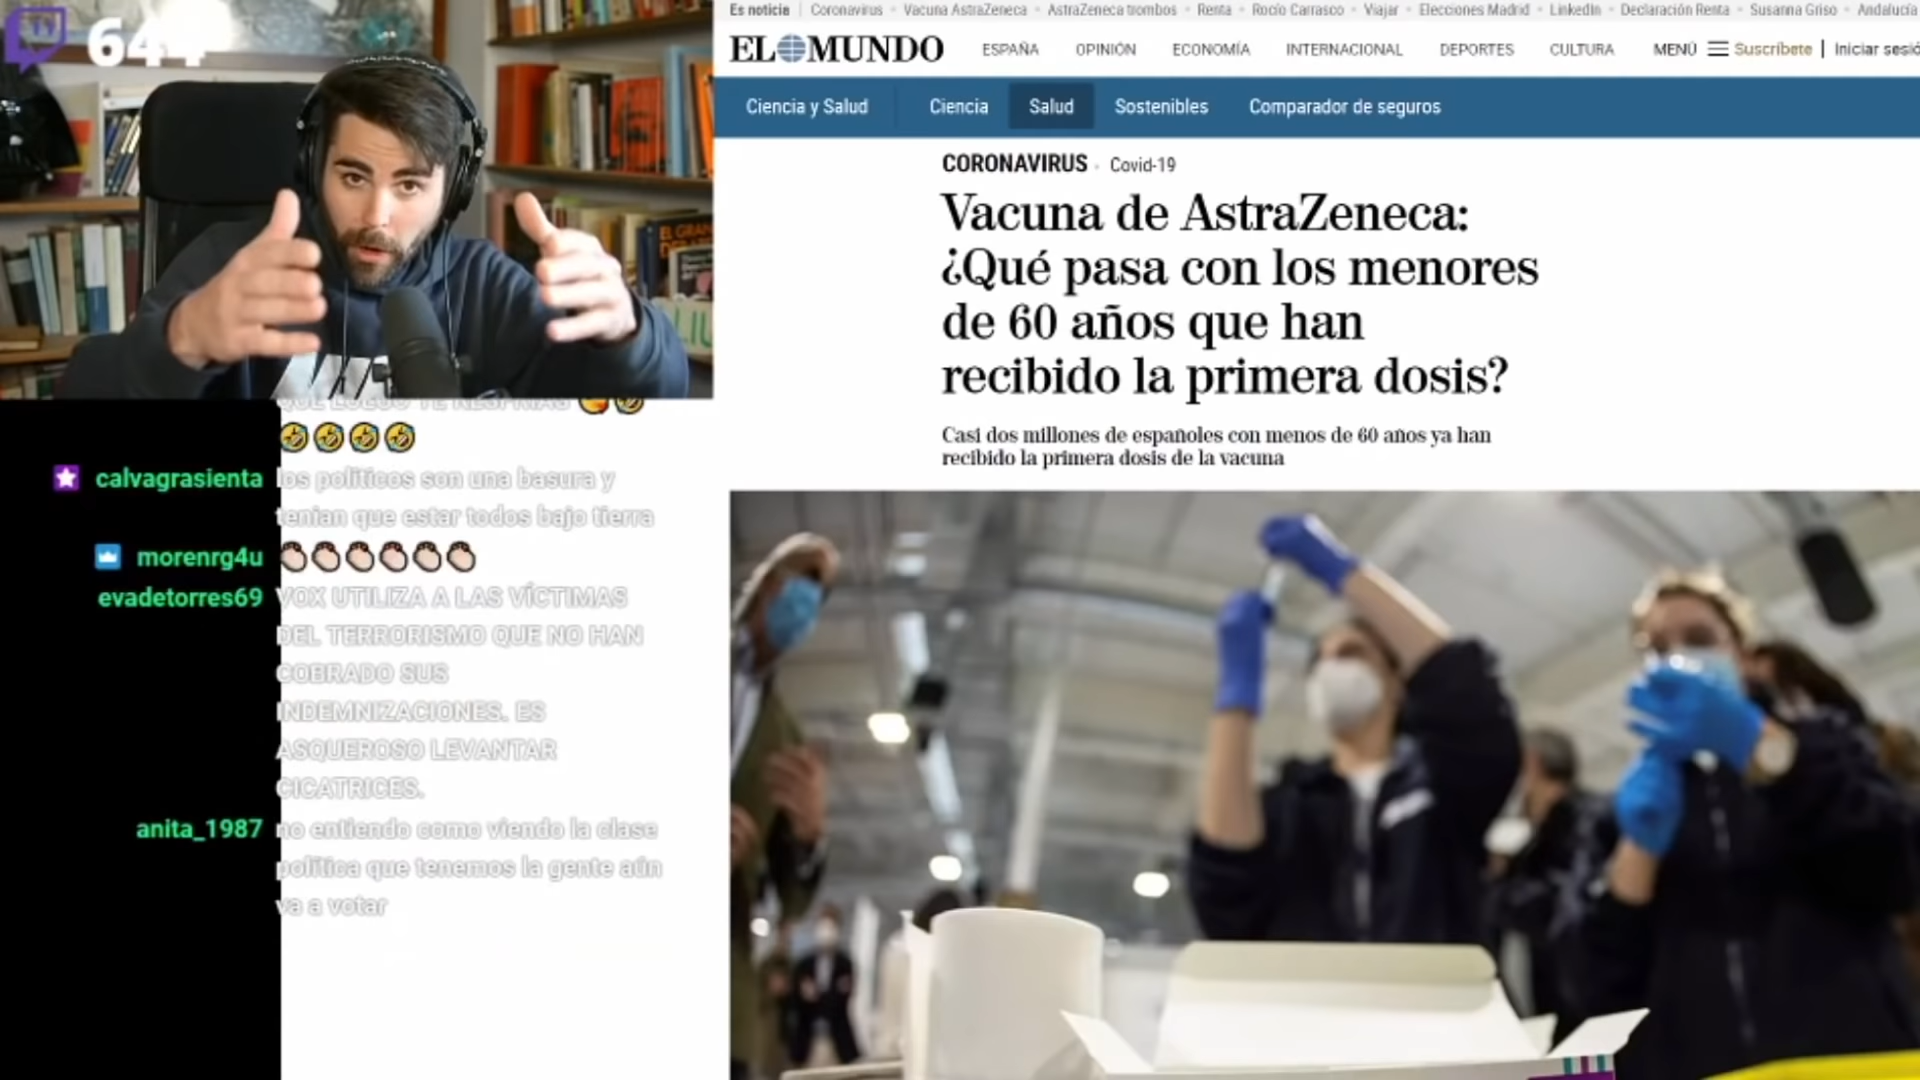 644
Es noticia Coronavirus Vacuna AstraZeneca AstraZeneca trombos Renta Rocío Carrasco Viajar Elecciones Madrid LinkedIn Declaración Renta Susanna Griso Andalucía
EL MUNDO ESPAÑA OPINIÓN ECONOMÍA INTERNACIONAL DEPORTES CULTURA MENÚ Suscríbete | Iniciar sesió
Ciencia y Salud Ciencia Salud Sostenibles Comparador de seguros
CORONAVIRUS Covid-19
Vacuna de AstraZeneca:
¿Qué pasa con los menores
de 60 años que han
recibido la primera dosis?
Casi dos millones de españoles con menos de 60 años ya han
recibido la primera dosis de la vacuna
EL GRAN
calvagrasienta los políticos son una basura y
tenian que estar todos bajo tierra
morenrg4u
evadetorres69 VOX UTILIZA A LAS VÍCTIMAS
DEL TERRORISMO QUE NO HAN
COBRADO SUS
INDEMNIZACIONES. ES
ASQUEROSO LEVANTAR
CICATRICES.
anita_1987 no entiendo como viendo la clase
política que tenemos la gente aún
va a votar